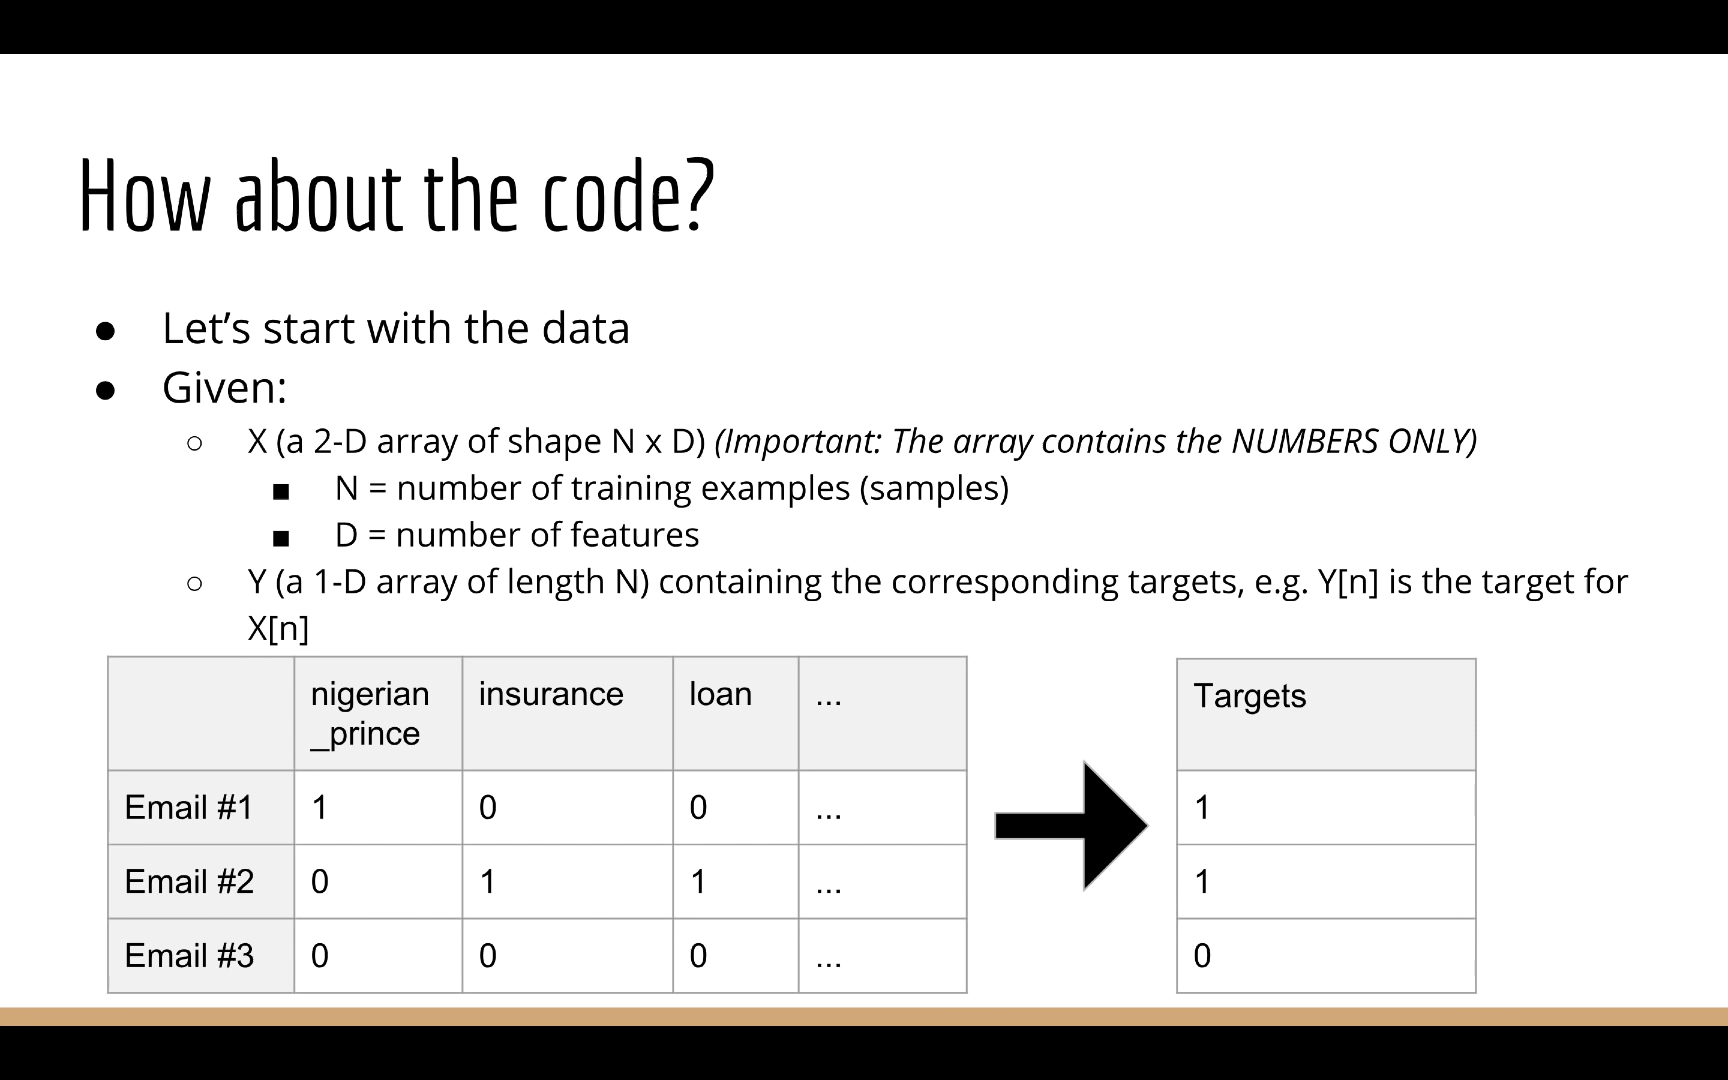 How about the code?
● Let’s start with the data
● Given:
○ X (a 2-D array of shape N x D) (Important: The array contains the NUMBERS ONLY)
■ N = number of training examples (samples)
■ D = number of features
○ Y (a 1-D array of length N) containing the corresponding targets, e.g. Y[n] is the target for
X[n]
nigerian insurance loan ... Targets
_prince
Email #1 1 0 0 ... 1
Email #2 0 1 1 ... 1
Email #3 0 0 0 ... 0